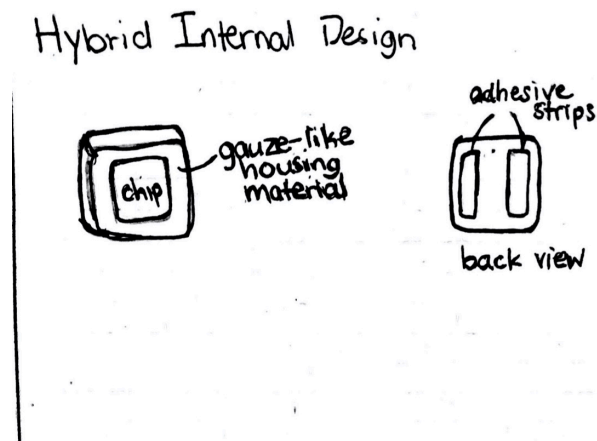 Hybrid Internal Design
adhesive
strips
gauze-like
housing
material
chip
back view